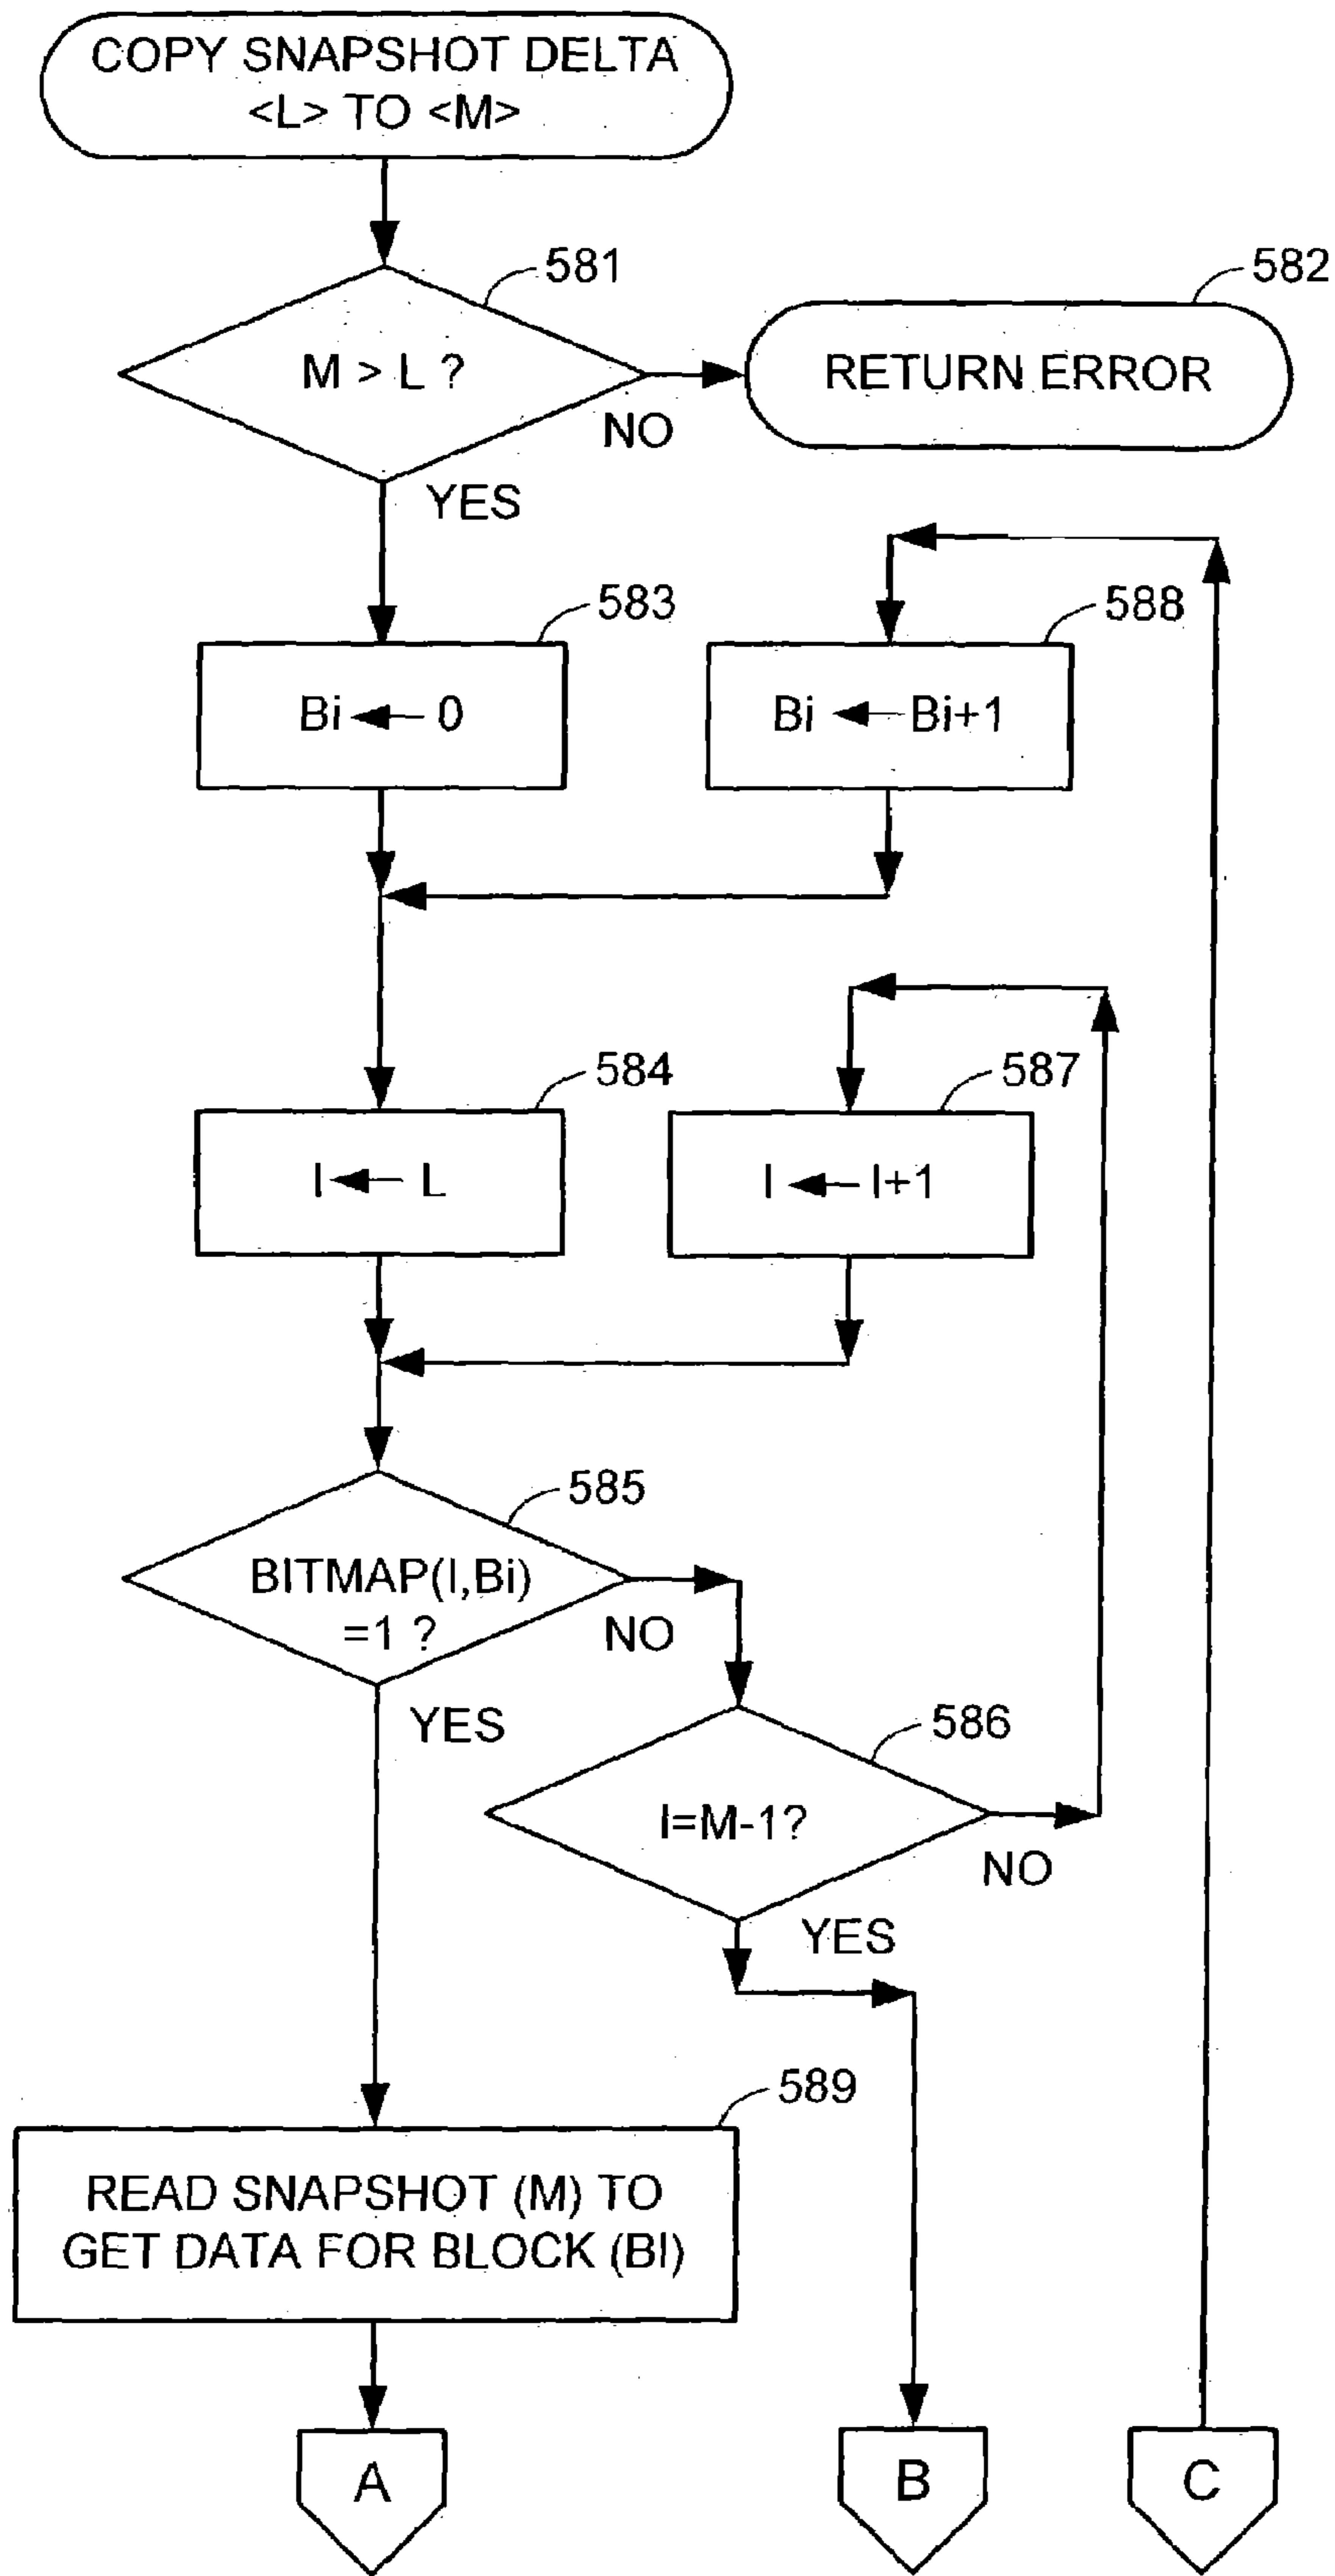 COPY SNAPSHOT DELTA
<L> TO <M>
581
582
M > L ?
RETURN ERROR
NO
YES
583
588
Bi ← 0
Bi ← Bi+1
584
587
I ← L
I ← I+1
585
BITMAP(I,Bi)
=1 ?
NO
YES
586
I=M-1?
NO
YES
589
READ SNAPSHOT (M) TO
GET DATA FOR BLOCK (BI)
A
B
C